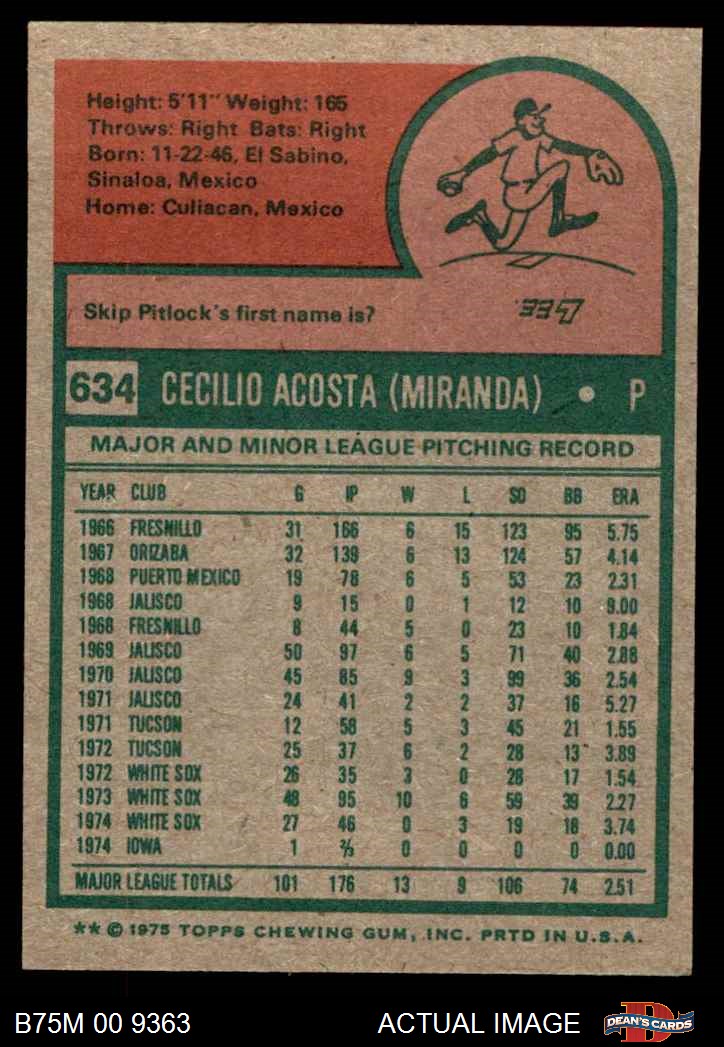 Height: 5'11" Weight: 165
Throws: Right Bats: Right
Born: 11-22-46, El Sabino,
Sinaloa, Mexico
Home: Culiacan, Mexico
Skip Pitlock's first name is?
LEE
634 CECILIO ACOSTA (MIRANDA) • P
MAJOR AND MINOR LEAGUE PITCHING RECORD
YEAR CLUB G IP W L SO BB ERA
1966 FRESNILLO 31 166 6 15 123 95 5.75
1967 ORIZABA 32 139 6 13 124 57 4.14
1968 PUERTO MEXICO 19 78 6 5 53 23 2.31
1968 JALISCO 9 15 0 1 12 10 9.00
1968 FRESNILLO 8 44 5 0 23 10 1.84
1969 JALISCO 50 97 6 5 71 40 2.88
1970 JALISCO 45 85 9 3 99 36 2.54
1971 JALISCO 24 41 2 2 37 16 5.27
1971 TUCSON 12 58 5 3 45 21 1.55
1972 TUCSON 25 37 6 2 28 13 3.89
1972 WHITE SOX 26 35 3 0 28 17 1.54
1973 WHITE SOX 48 95 10 6 59 39 2.27
1974 WHITE SOX 27 46 0 3 19 18 3.74
1974 IOWA 1 ⅔ 0 0 0 0 0.00
MAJOR LEAGUE TOTALS 101 176 13 9 106 74 2.51
** © 1975 TOPPS CHEWING GUM, INC. PRTD IN U.S.A.
B75M 00 9363 ACTUAL IMAGE DEAN'S CARDS